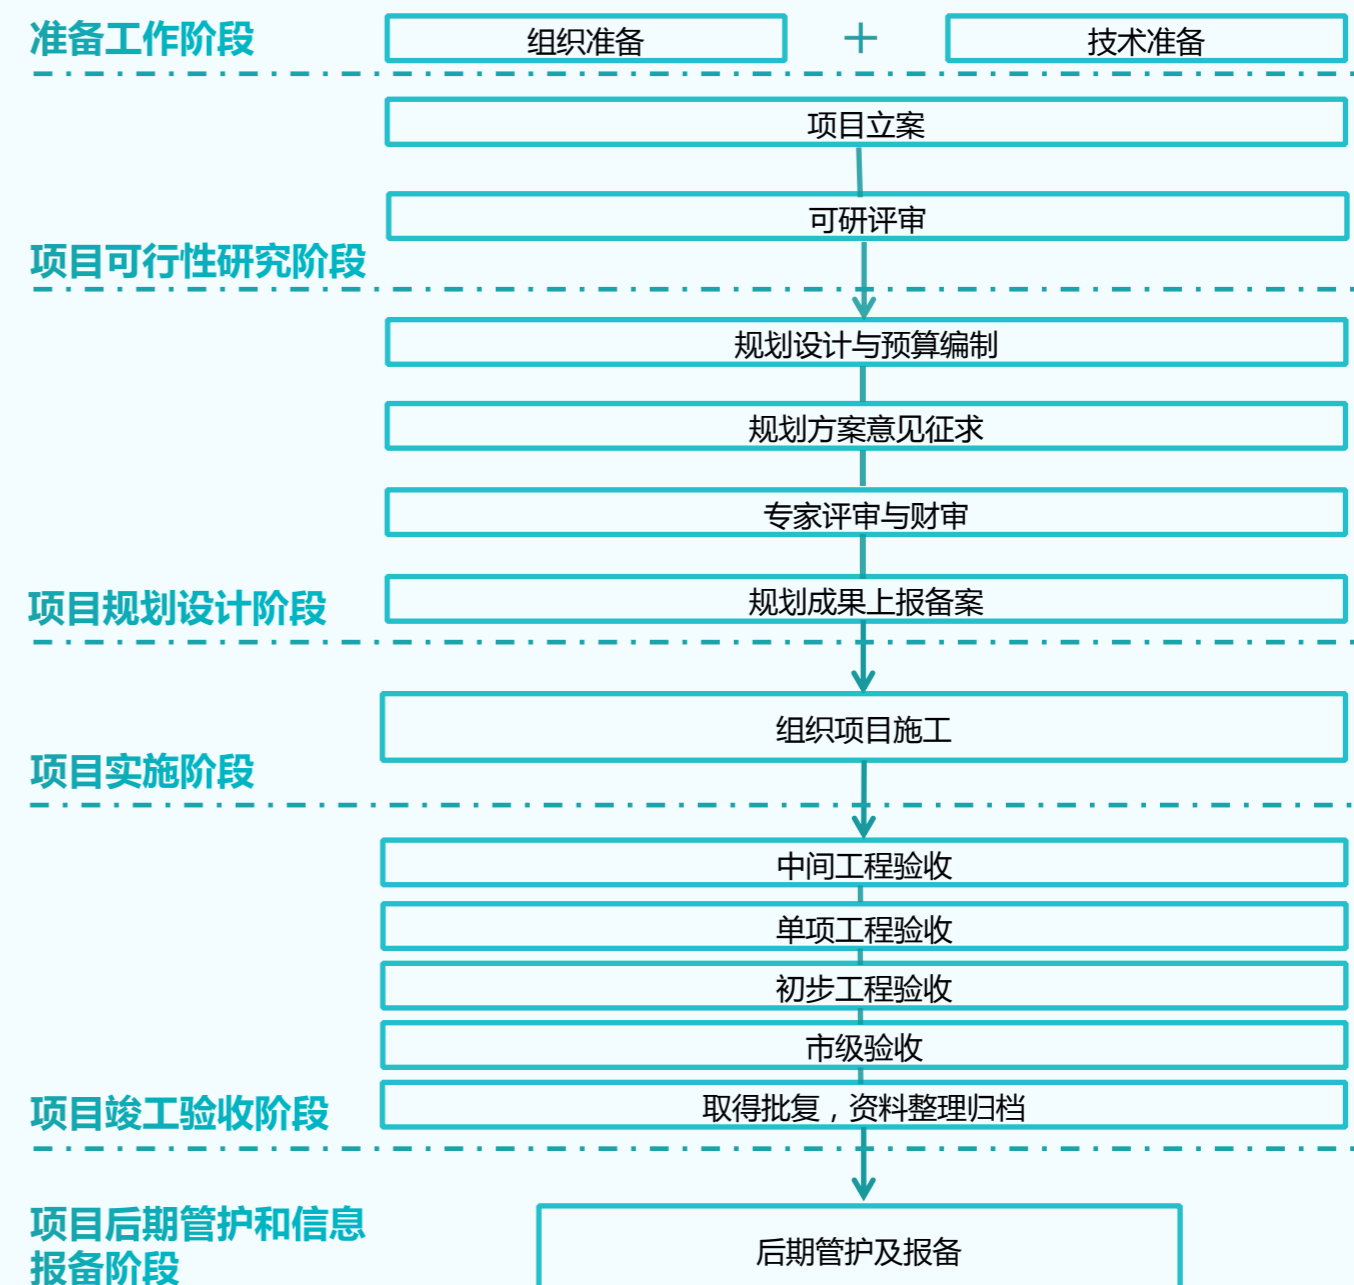 准备工作阶段
组织准备
+
技术准备
项目立案
可研评审
项目可行性研究阶段
规划设计与预算编制
规划方案意见征求
专家评审与财审
规划成果上报备案
项目规划设计阶段
组织项目施工
项目实施阶段
中间工程验收
单项工程验收
初步工程验收
市级验收
取得批复，资料整理归档
项目竣工验收阶段
项目后期管护和信息
报备阶段
后期管护及报备